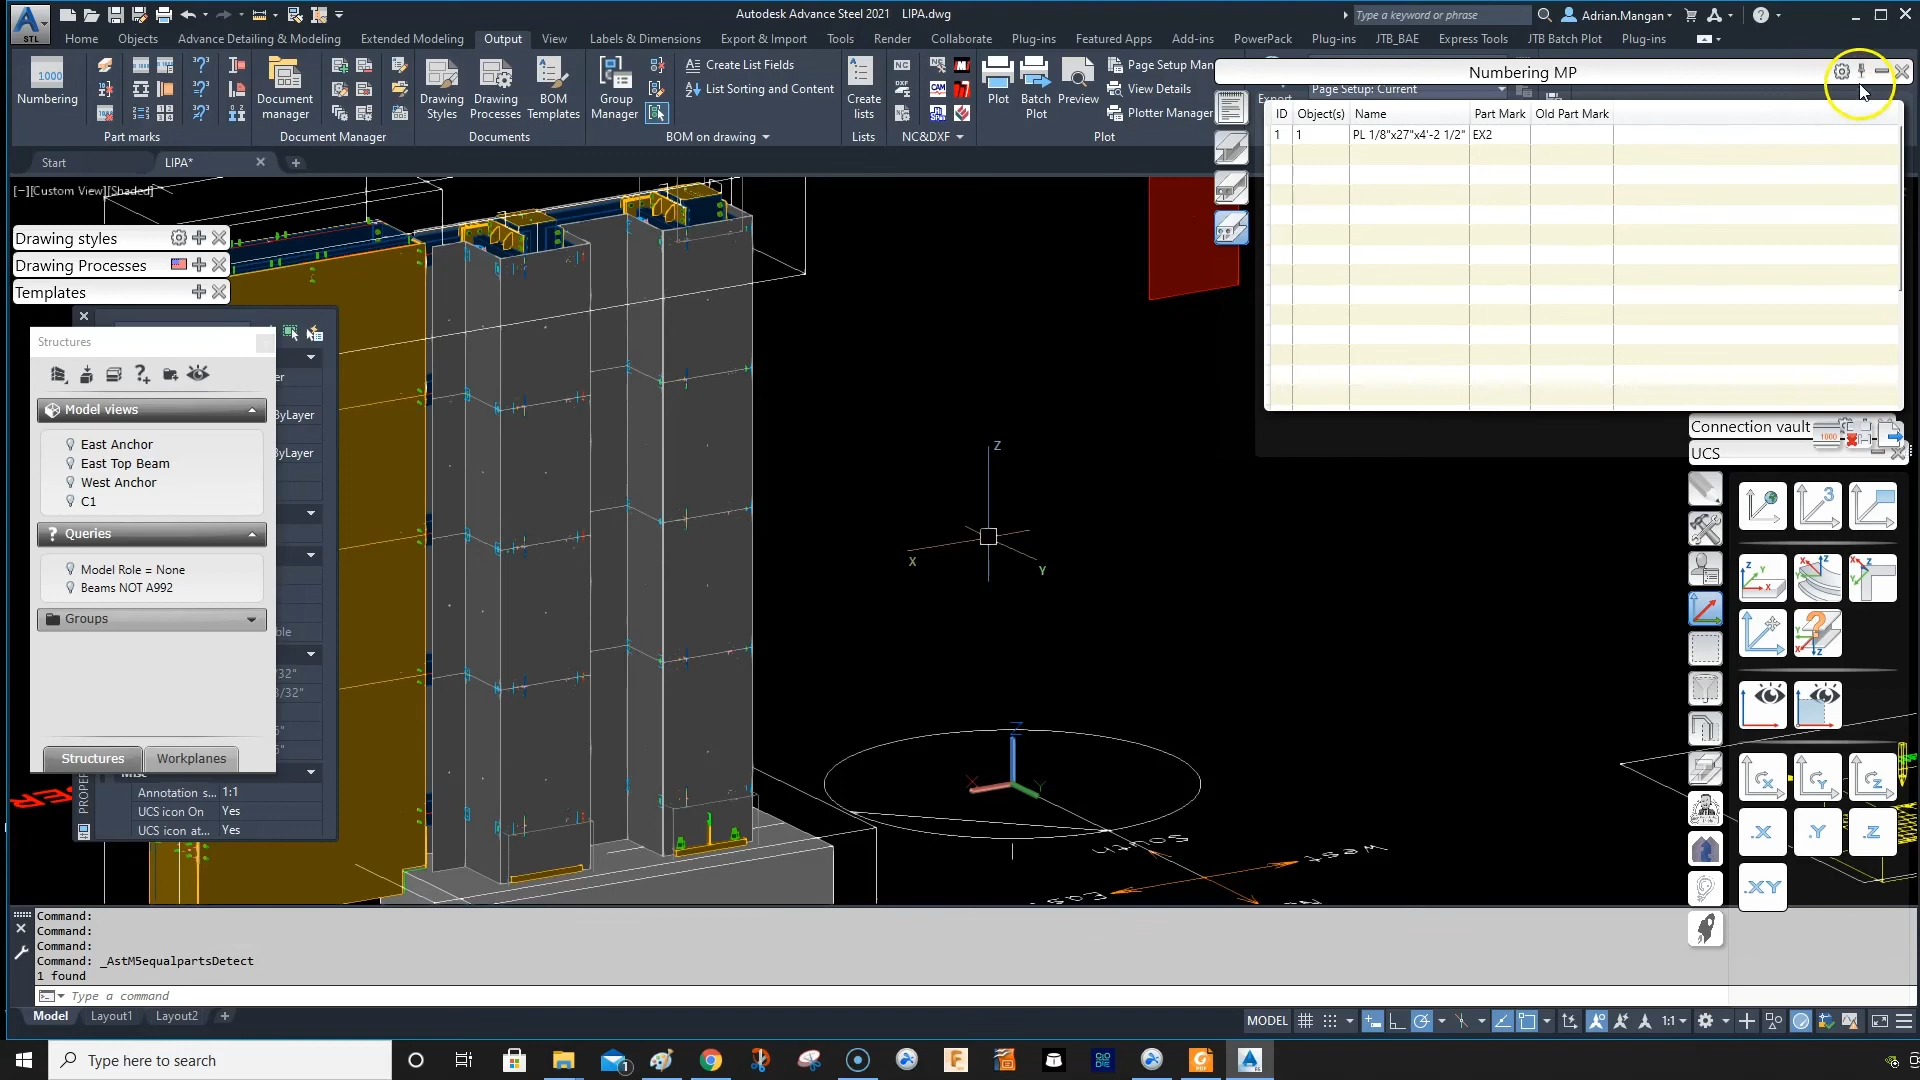 Autodesk Advance Steel 2021 LIPA.dwg
Type a keyword or phrase
Adrian.Mangan
STL
Home Objects Advance Detailing & Modeling Extended Modeling Output View Labels & Dimensions Export & Import Tools Render Collaborate Plug-ins Featured Apps Add-ins PowerPack Plug-ins JTB_BAE Express Tools JTB Batch Plot Plug-ins
Numbering
Part marks
Document manager
Document Manager
Drawing Styles
Drawing Processes
BOM Templates
Documents
Group Manager
Create List Fields
List Sorting and Content
BOM on drawing
Create lists
Lists
NC&DXF
Plot
Batch Plot
Preview
Page Setup Man
View Details
Plotter Manager
Plot
Export
Page Setup: Current
Numbering MP
ID Object(s) Name Part Mark Old Part Mark
1 1 PL 1/8"x27"x4'-2 1/2" EX2
Start
LIPA*
[−][Custom View][Shaded]
Drawing styles
Drawing Processes
Templates
Structures
Model views
East Anchor
East Top Beam
West Anchor
C1
Queries
Model Role = None
Beams NOT A992
Groups
Structures Workplanes
ByLayer
ByLayer
Annotation s... 1:1
UCS icon On Yes
UCS icon at... Yes
Connection vault
UCS
X
Y
Z
Z
South
West
.X .Y .Z
.XY
Command:
Command:
Command:
Command: _AstM5equalpartsDetect
1 found
Type a command
Model Layout1 Layout2
MODEL
1:1
Type here to search